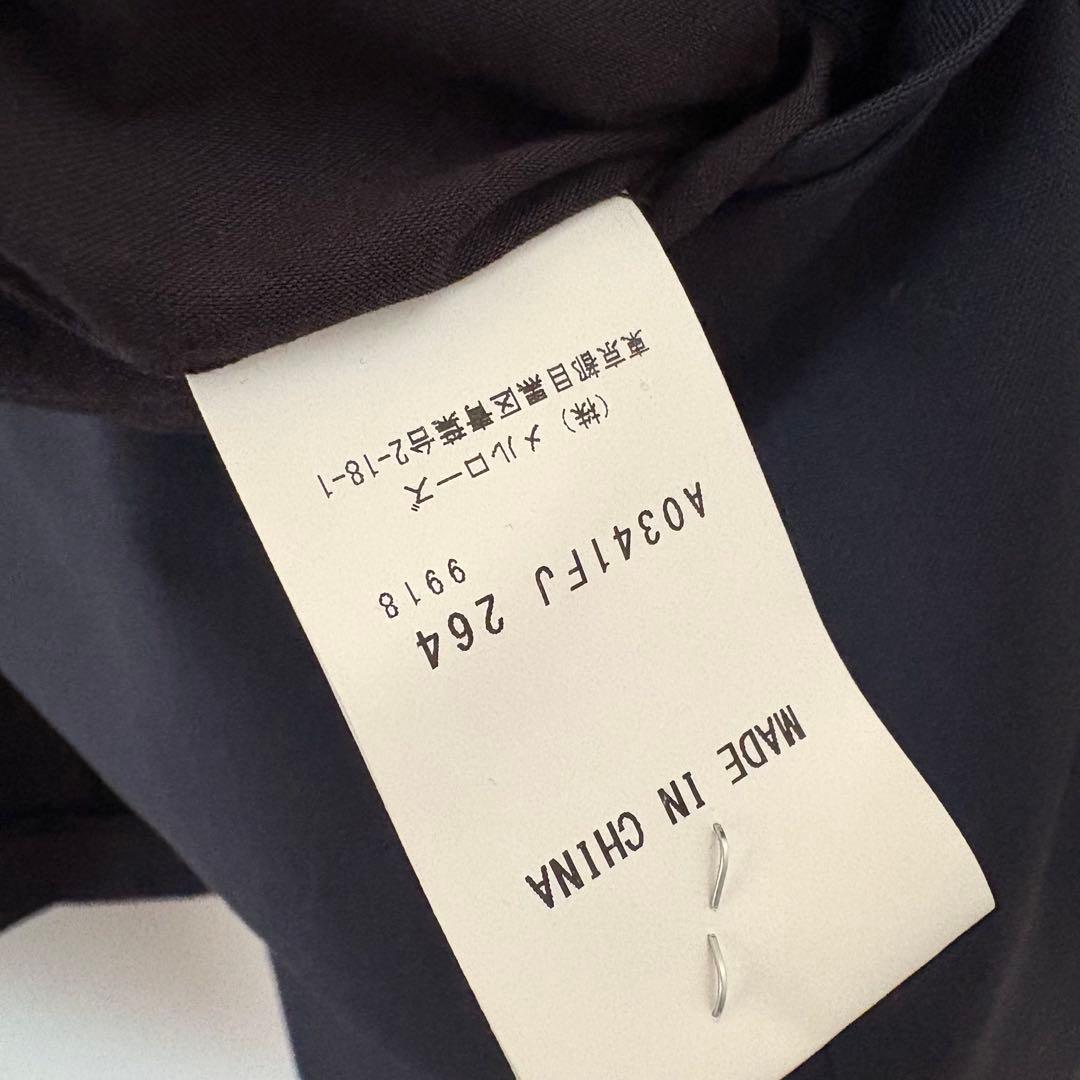 MADE IN CHINA
A0341FJ 264
9918
(株) メルローズ
東京都目黒区青葉台2-18-1